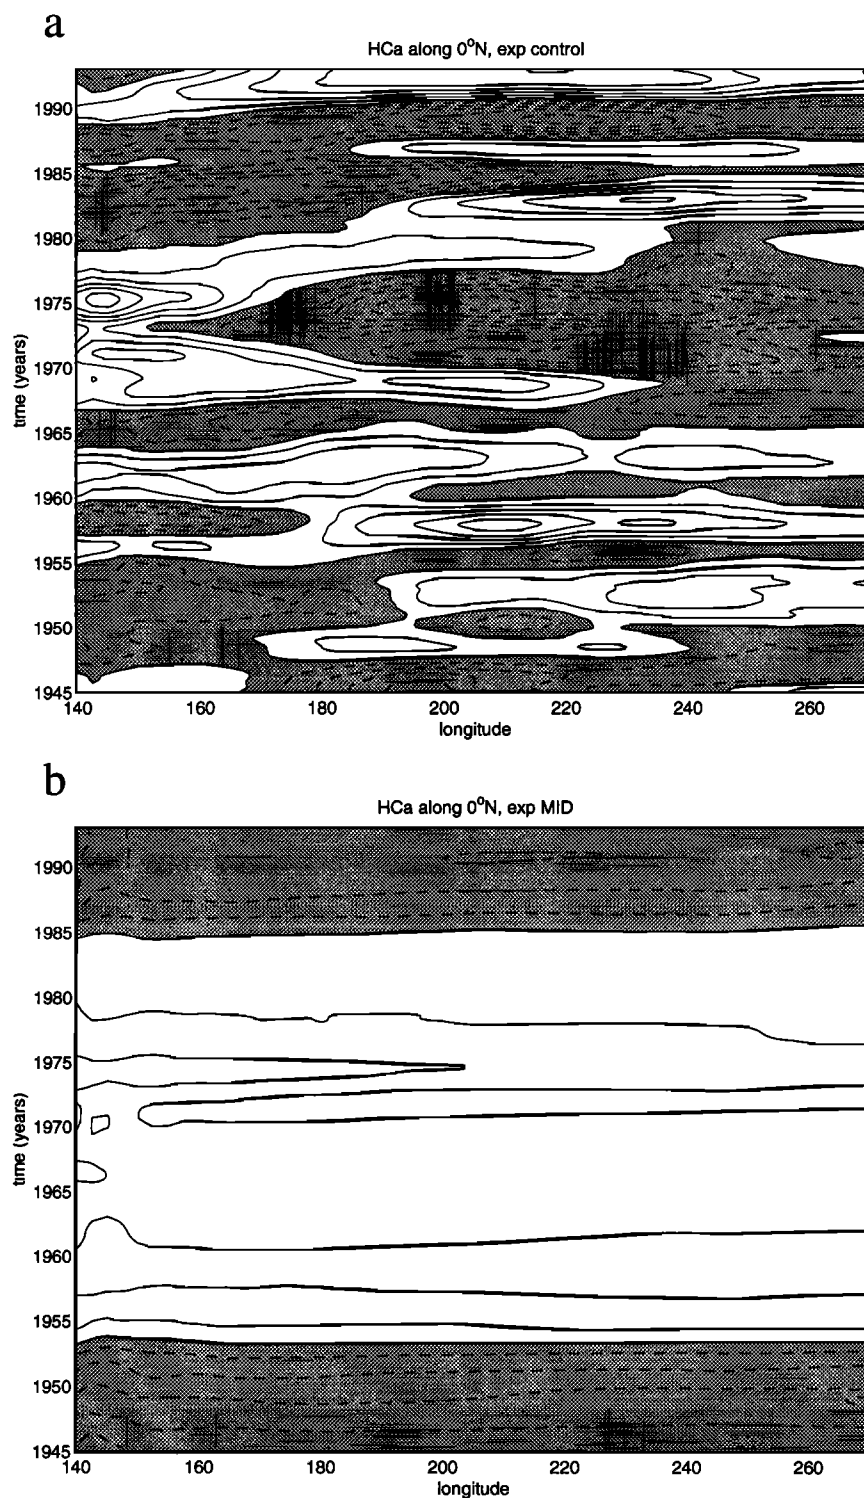 a
HCa along 0°N, exp control
1990
1985
1980
1975
1970
1965
1960
1955
1950
1945
time (years)
140 160 180 200 220 240 260
longitude
b
HCa along 0°N, exp MID
1990
1985
1980
1975
1970
1965
1960
1955
1950
1945
time (years)
140 160 180 200 220 240 260
longitude